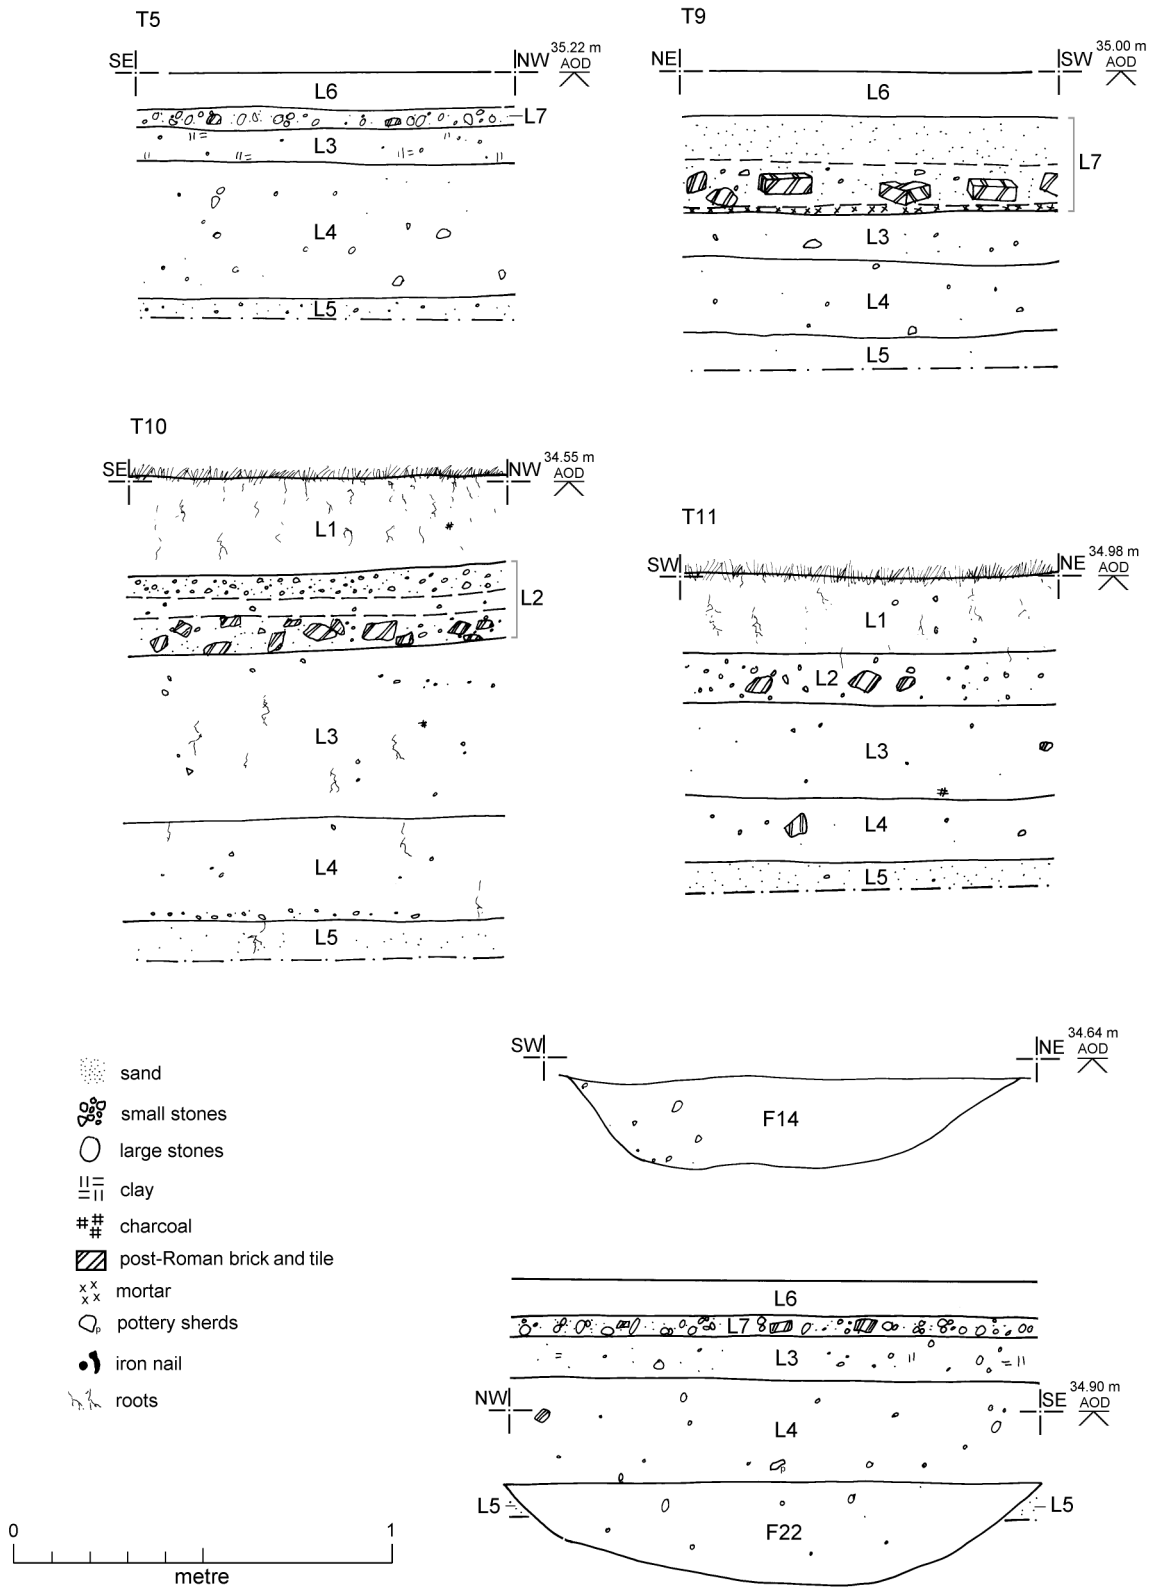 T5
SE
NW
35.22 m
AOD
L6
L7
L3
L4
L5
T9
NE
SW
35.00 m
AOD
L6
L7
L3
L4
L5
T10
SE
NW
34.55 m
AOD
L1
L2
L3
L4
L5
T11
SW
NE
34.98 m
AOD
L1
L2
L3
L4
L5
SW
NE
34.64 m
AOD
F14
sand
small stones
large stones
clay
charcoal
post-Roman brick and tile
mortar
p pottery sherds
iron nail
roots
L6
L7
L3
NW
SE
34.90 m
AOD
L4
p
L5
L5
F22
0
1
metre